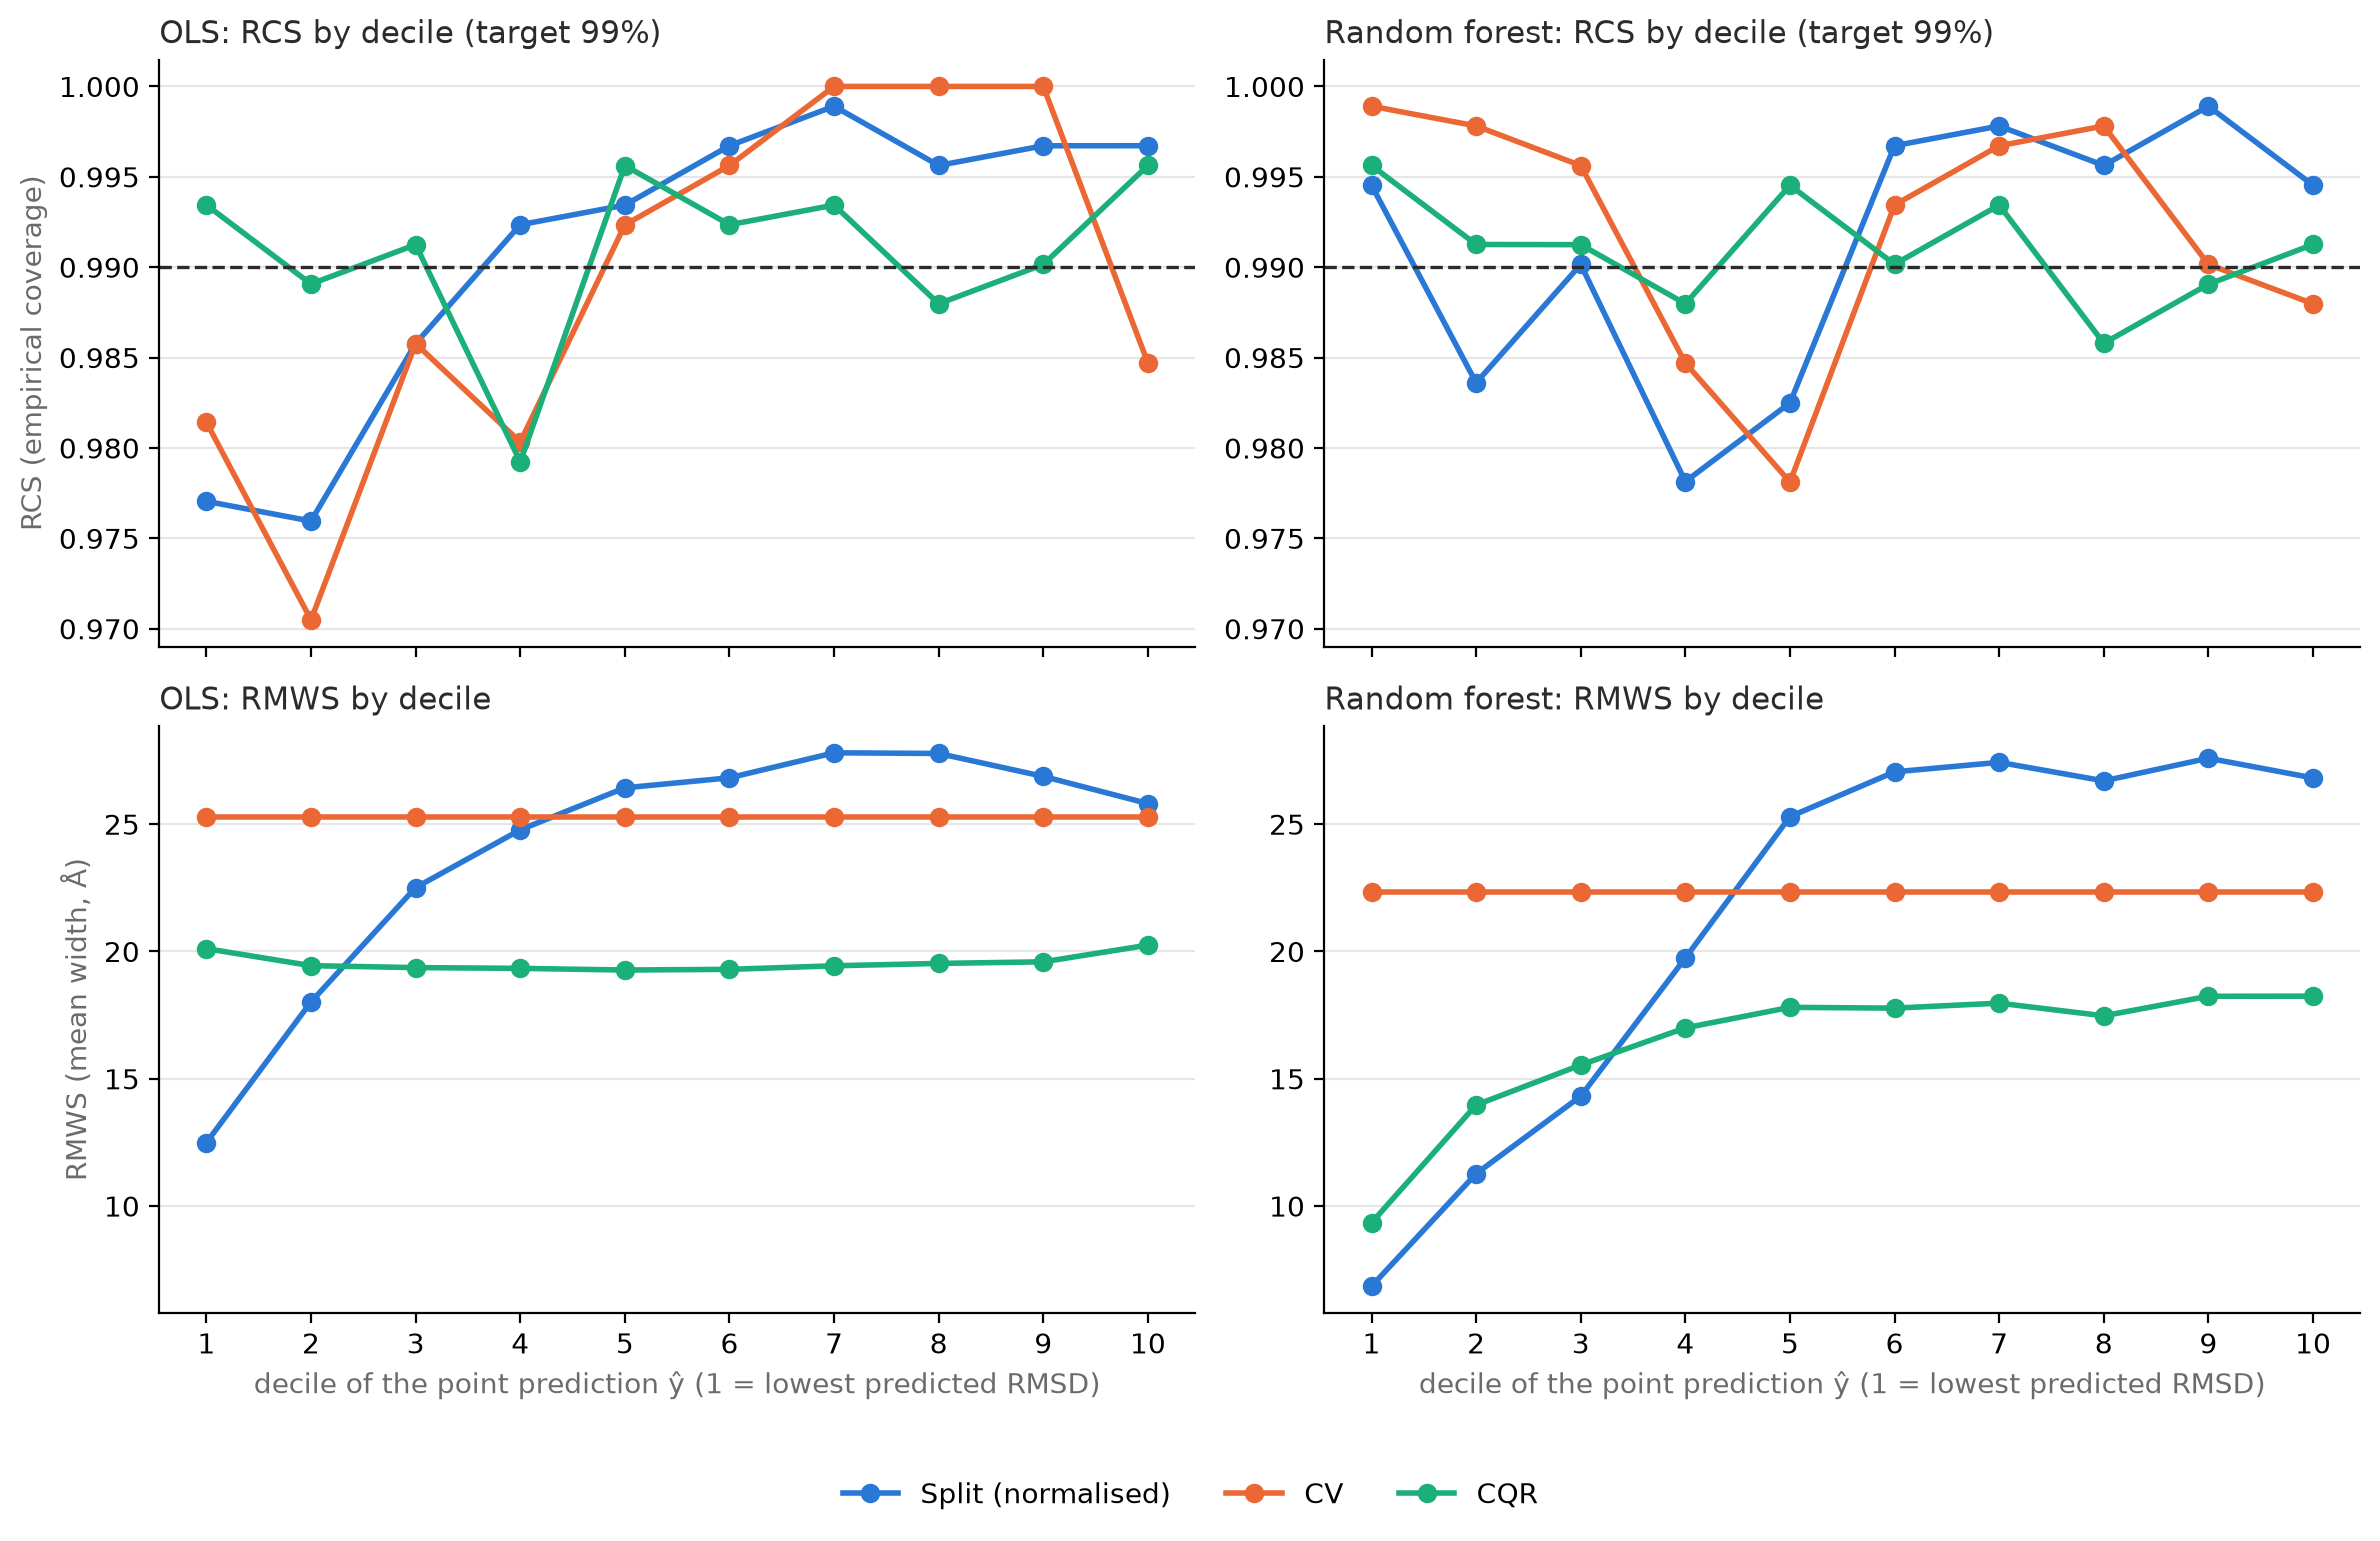 OLS: RCS by decile (target 99%)
RCS (empirical coverage)
1.000
0.995
0.990
0.985
0.980
0.975
0.970
Random forest: RCS by decile (target 99%)
1.000
0.995
0.990
0.985
0.980
0.975
0.970
OLS: RMWS by decile
RMWS (mean width, Å)
25
20
15
10
1 2 3 4 5 6 7 8 9 10
decile of the point prediction ŷ (1 = lowest predicted RMSD)
Random forest: RMWS by decile
25
20
15
10
1 2 3 4 5 6 7 8 9 10
decile of the point prediction ŷ (1 = lowest predicted RMSD)
Split (normalised) CV CQR